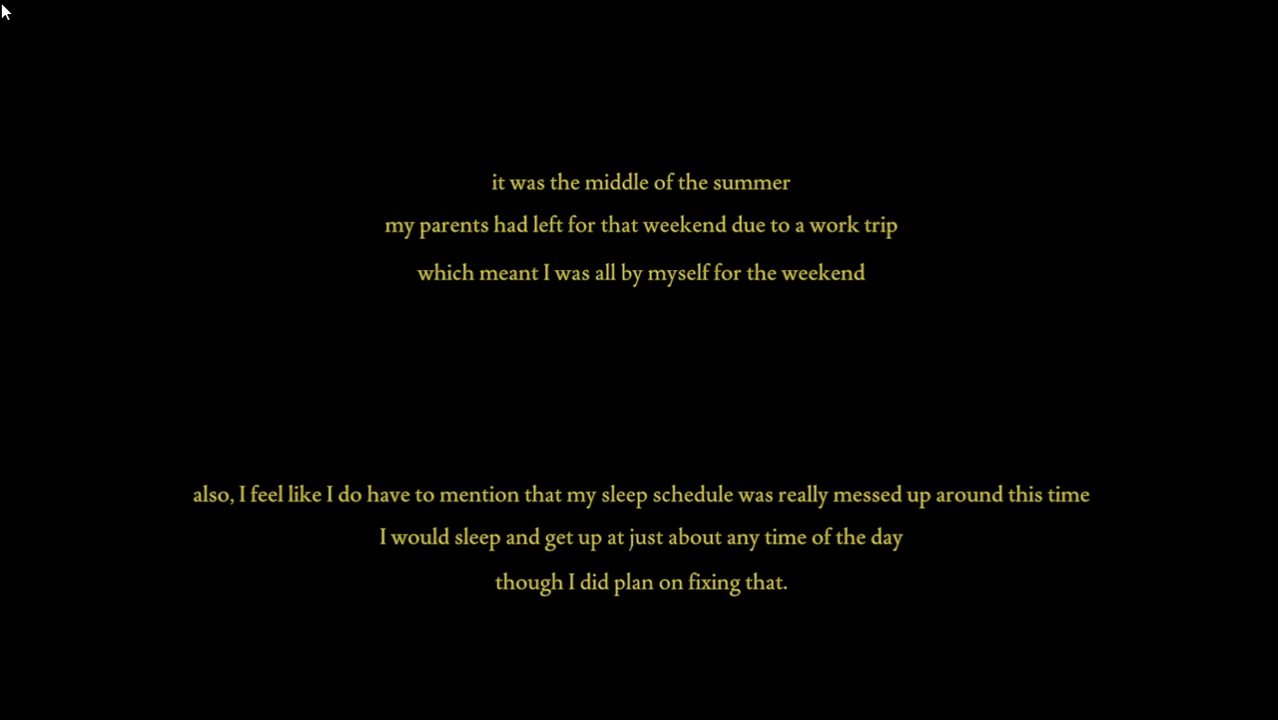 it was the middle of the summer
my parents had left for that weekend due to a work trip
which meant I was all by myself for the weekend
also, I feel like I do have to mention that my sleep schedule was really messed up around this time
I would sleep and get up at just about any time of the day
though I did plan on fixing that.